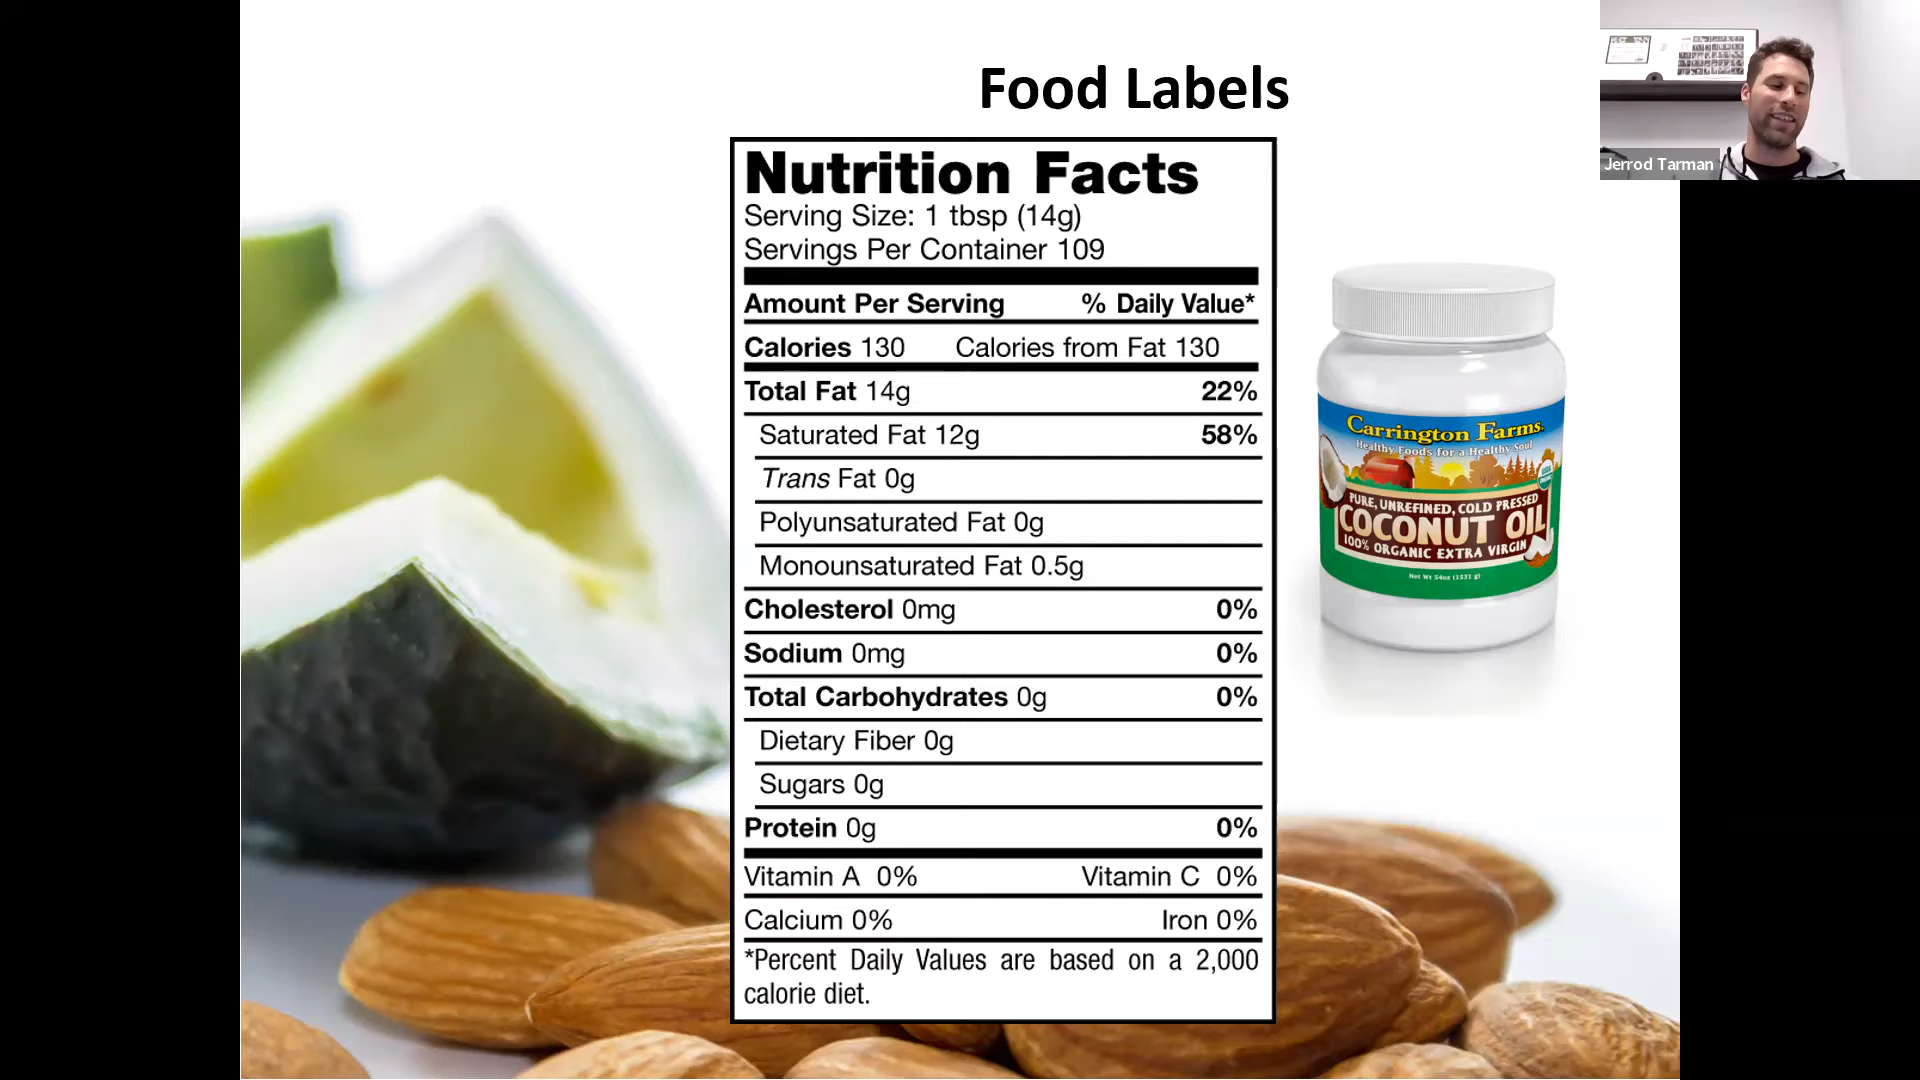 Food Labels
Jerrod Tarman
Nutrition Facts
Serving Size: 1 tbsp (14g)
Servings Per Container 109
Amount Per Serving % Daily Value*
Calories 130 Calories from Fat 130
Total Fat 14g 22%
Saturated Fat 12g 58%
Trans Fat 0g
Polyunsaturated Fat 0g
Monounsaturated Fat 0.5g
Cholesterol 0mg 0%
Sodium 0mg 0%
Total Carbohydrates 0g 0%
Dietary Fiber 0g
Sugars 0g
Protein 0g 0%
Vitamin A 0% Vitamin C 0%
Calcium 0% Iron 0%
*Percent Daily Values are based on a 2,000
calorie diet.
Carrington Farms.
Healthy Foods for a Healthy Soul
PURE, UNREFINED, COLD PRESSED
COCONUT OIL
100% ORGANIC EXTRA VIRGIN
Net Wt 54oz (1531 g)